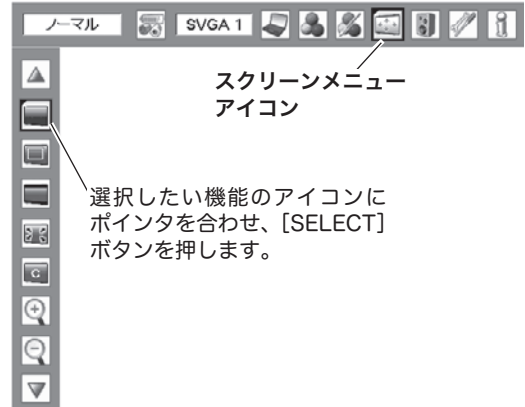 ノーマル
SVGA 1
スクリーンメニュー
アイコン
選択したい機能のアイコンに
ポインタを合わせ、[SELECT]
ボタンを押します。
C